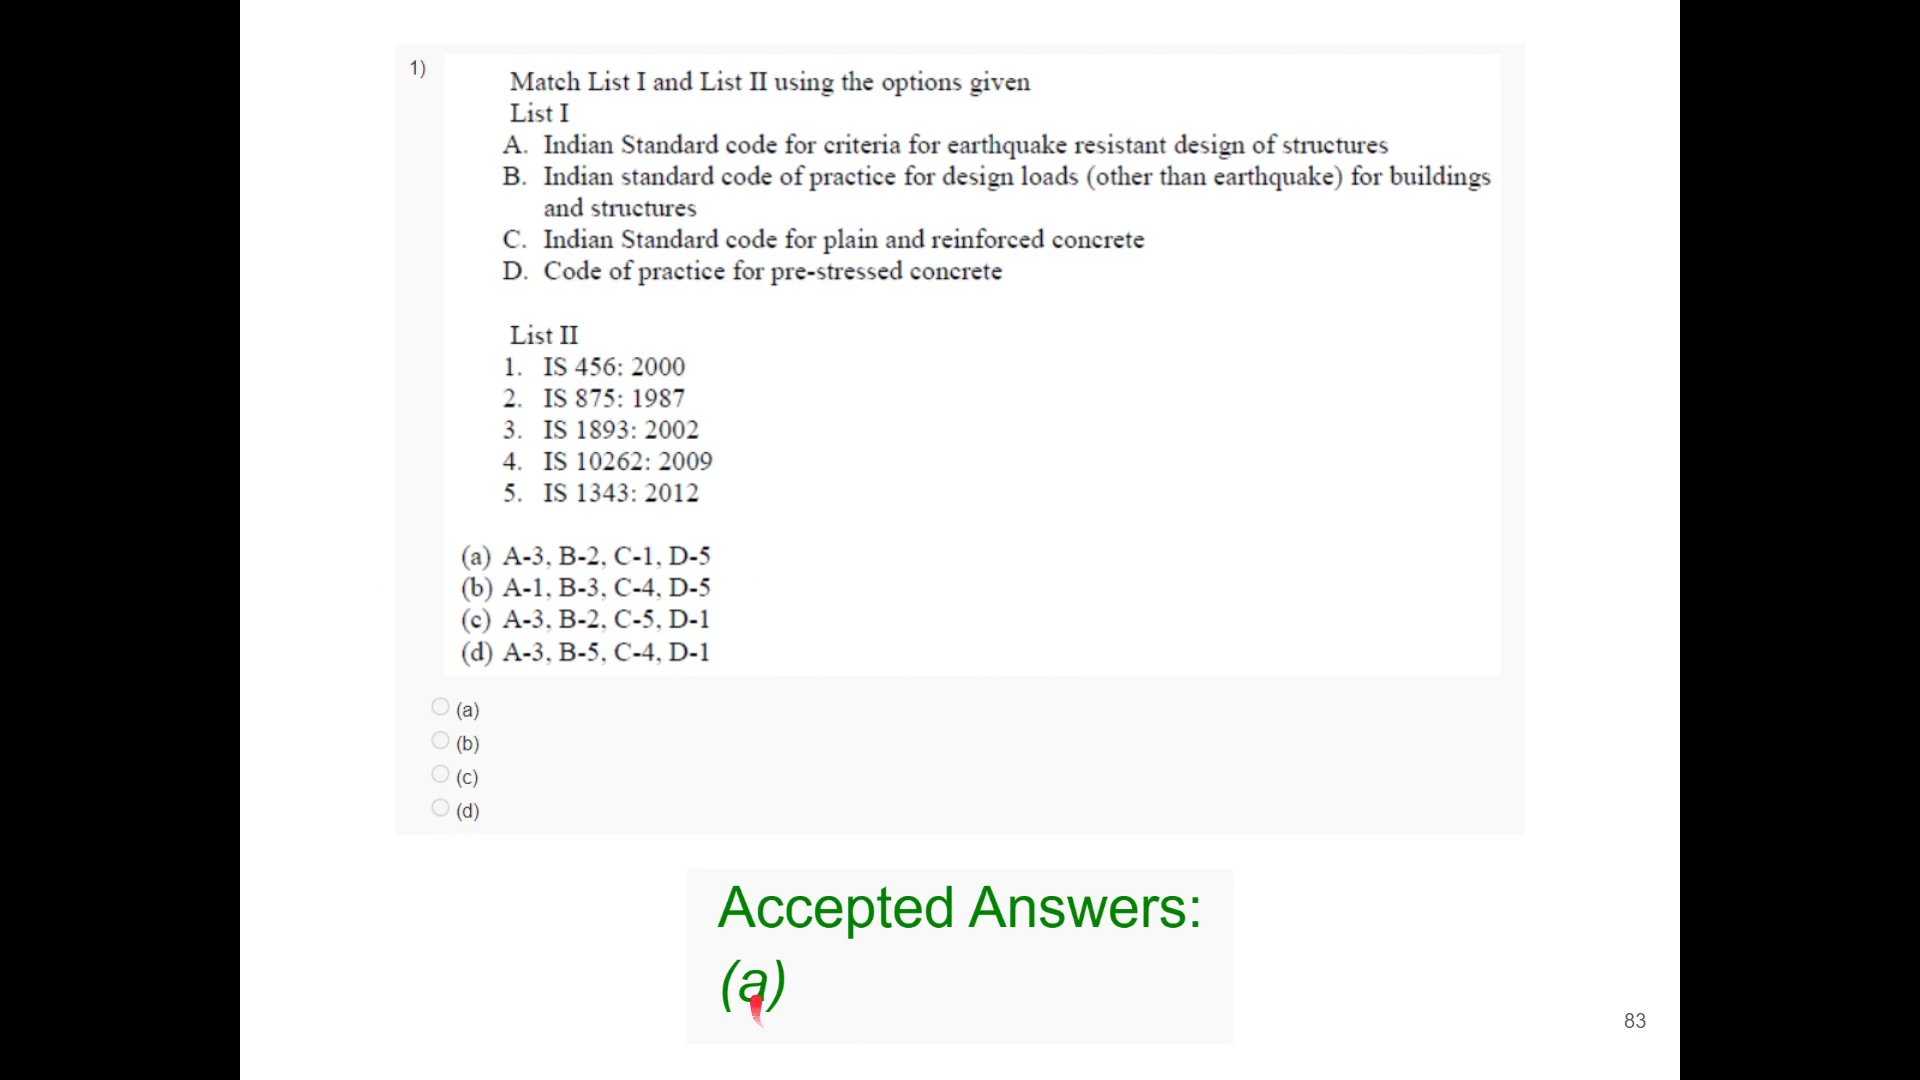 1)
Match List I and List II using the options given
List I
A. Indian Standard code for criteria for earthquake resistant design of structures
B. Indian standard code of practice for design loads (other than earthquake) for buildings
and structures
C. Indian Standard code for plain and reinforced concrete
D. Code of practice for pre-stressed concrete
List II
1. IS 456: 2000
2. IS 875: 1987
3. IS 1893: 2002
4. IS 10262: 2009
5. IS 1343: 2012
(a) A-3, B-2, C-1, D-5
(b) A-1, B-3, C-4, D-5
(c) A-3, B-2, C-5, D-1
(d) A-3, B-5, C-4, D-1
(a)
(b)
(c)
(d)
Accepted Answers:
(a)
83